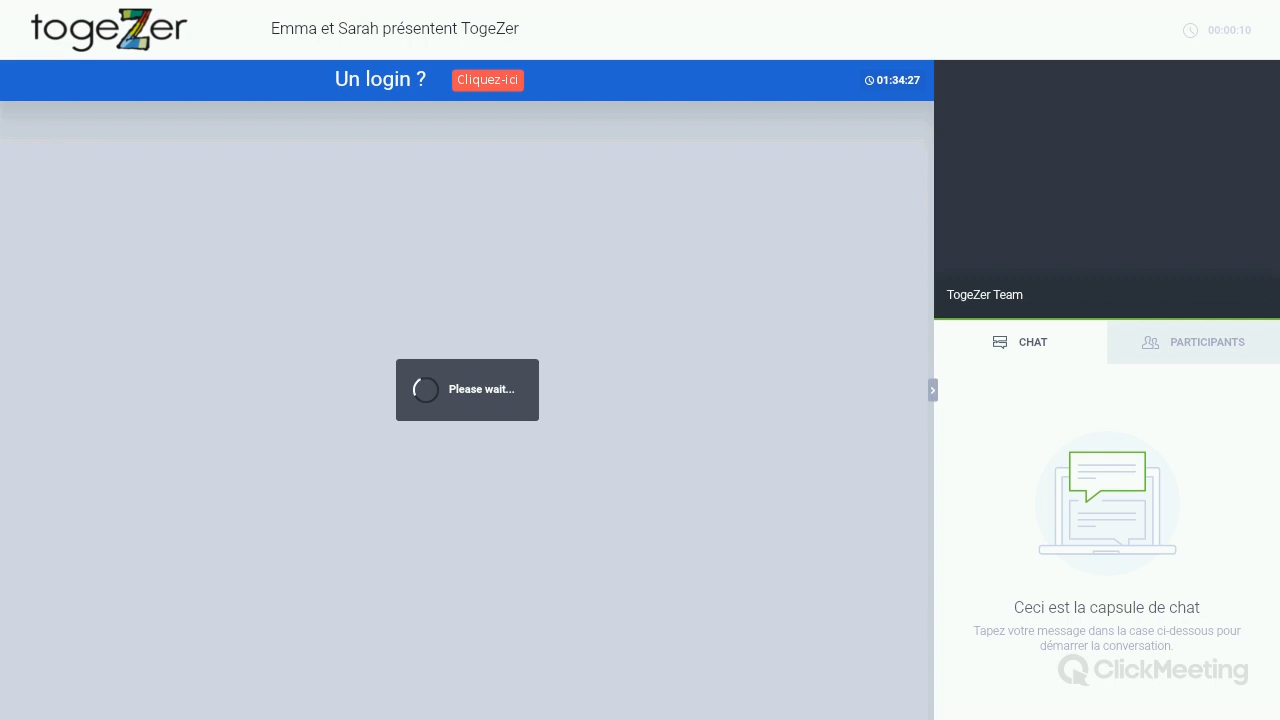 togeZer
Emma et Sarah présentent TogeZer
00:00:10
Un login ?
Cliquez-ici
01:34:27
TogeZer Team
CHAT
PARTICIPANTS
Please wait...
Ceci est la capsule de chat
Tapez votre message dans la case ci-dessous pour
démarrer la conversation.
ClickMeeting